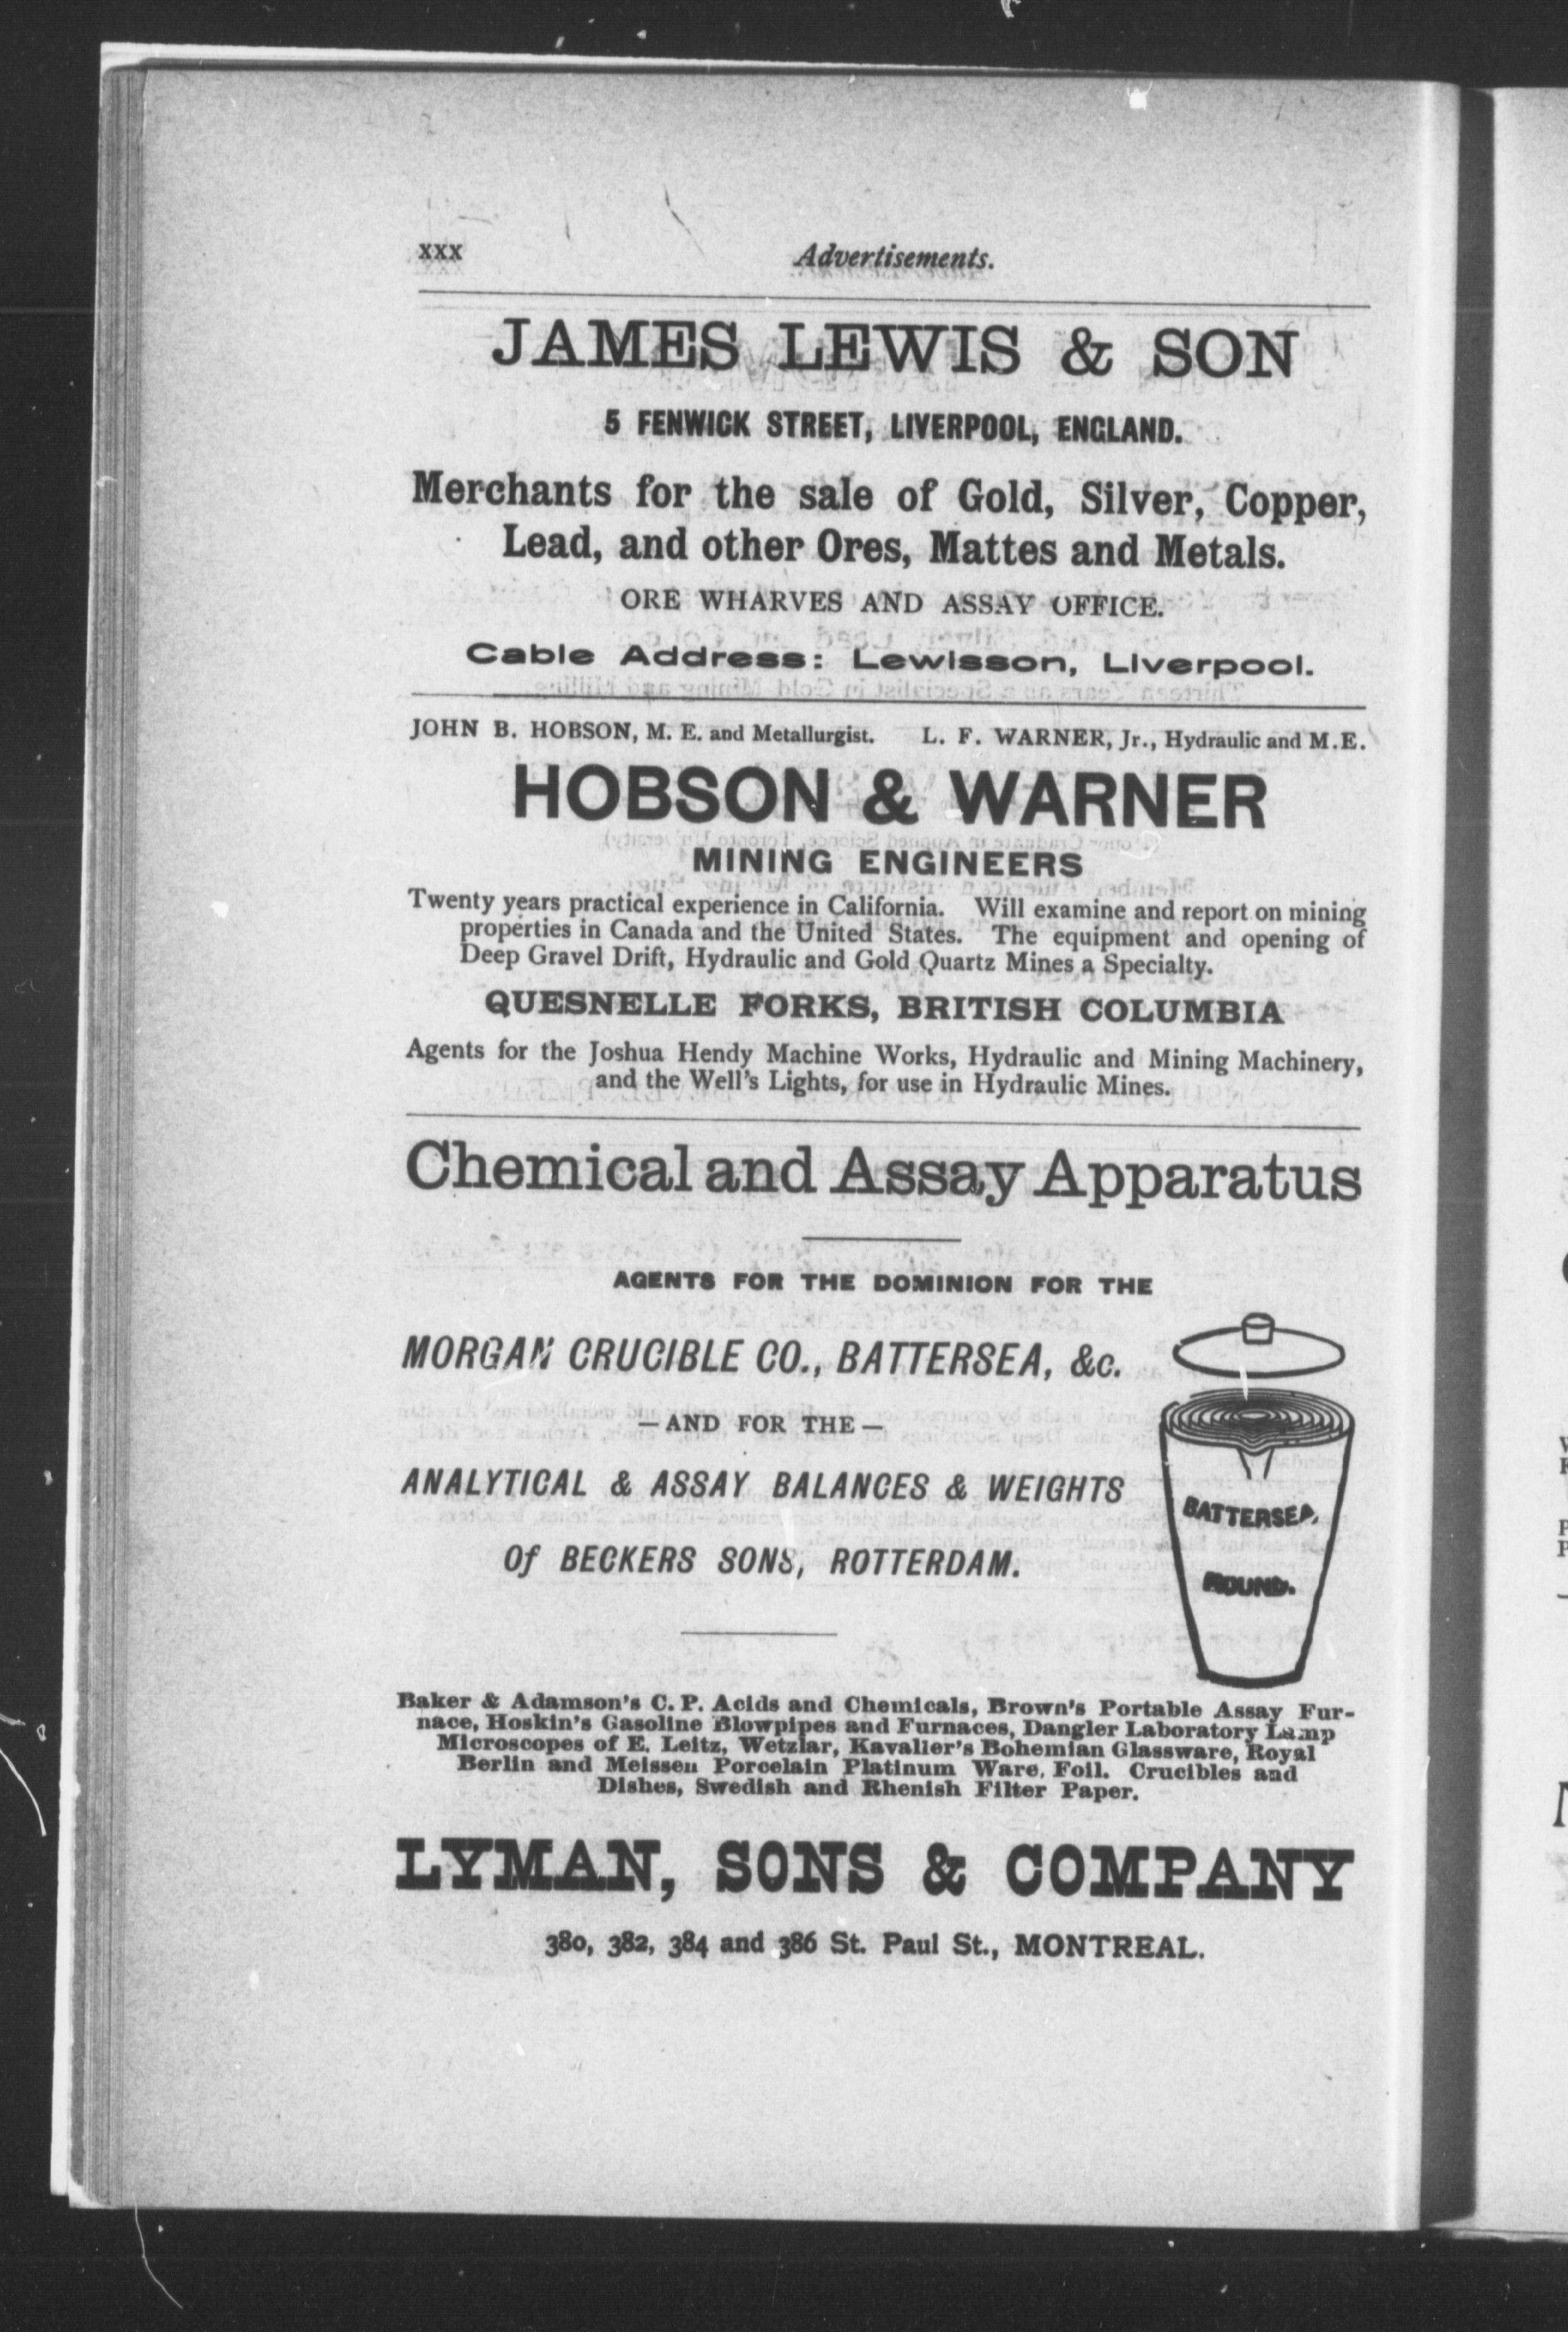 xxx
Advertisements.
JAMES LEWIS & SON
5 FENWICK STREET, LIVERPOOL, ENGLAND.
Merchants for the sale of Gold, Silver, Copper,
Lead, and other Ores, Mattes and Metals.
ORE WHARVES AND ASSAY OFFICE.
Cable Address: Lewisson, Liverpool.
JOHN B. HOBSON, M. E. and Metallurgist. L. F. WARNER, Jr., Hydraulic and M.E.
HOBSON & WARNER
MINING ENGINEERS
Twenty years practical experience in California. Will examine and report on mining
properties in Canada and the United States. The equipment and opening of
Deep Gravel Drift, Hydraulic and Gold Quartz Mines a Specialty.
QUESNELLE FORKS, BRITISH COLUMBIA
Agents for the Joshua Hendy Machine Works, Hydraulic and Mining Machinery,
and the Well's Lights, for use in Hydraulic Mines.
Chemical and Assay Apparatus
AGENTS FOR THE DOMINION FOR THE
MORGAN CRUCIBLE CO., BATTERSEA, &c.
—AND FOR THE—
ANALYTICAL & ASSAY BALANCES & WEIGHTS
Of BECKERS SONS, ROTTERDAM.
BATTERSEA
ROUND.
Baker & Adamson's C. P. Acids and Chemicals, Brown's Portable Assay Fur-
nace, Hoskin's Gasoline Blowpipes and Furnaces, Dangler Laboratory Lamp
Microscopes of E. Leitz, Wetzlar, Kavalier's Bohemian Glassware, Royal
Berlin and Meissen Porcelain Platinum Ware, Foil. Crucibles and
Dishes, Swedish and Rhenish Filter Paper.
LYMAN, SONS & COMPANY
380, 382, 384 and 386 St. Paul St., MONTREAL.